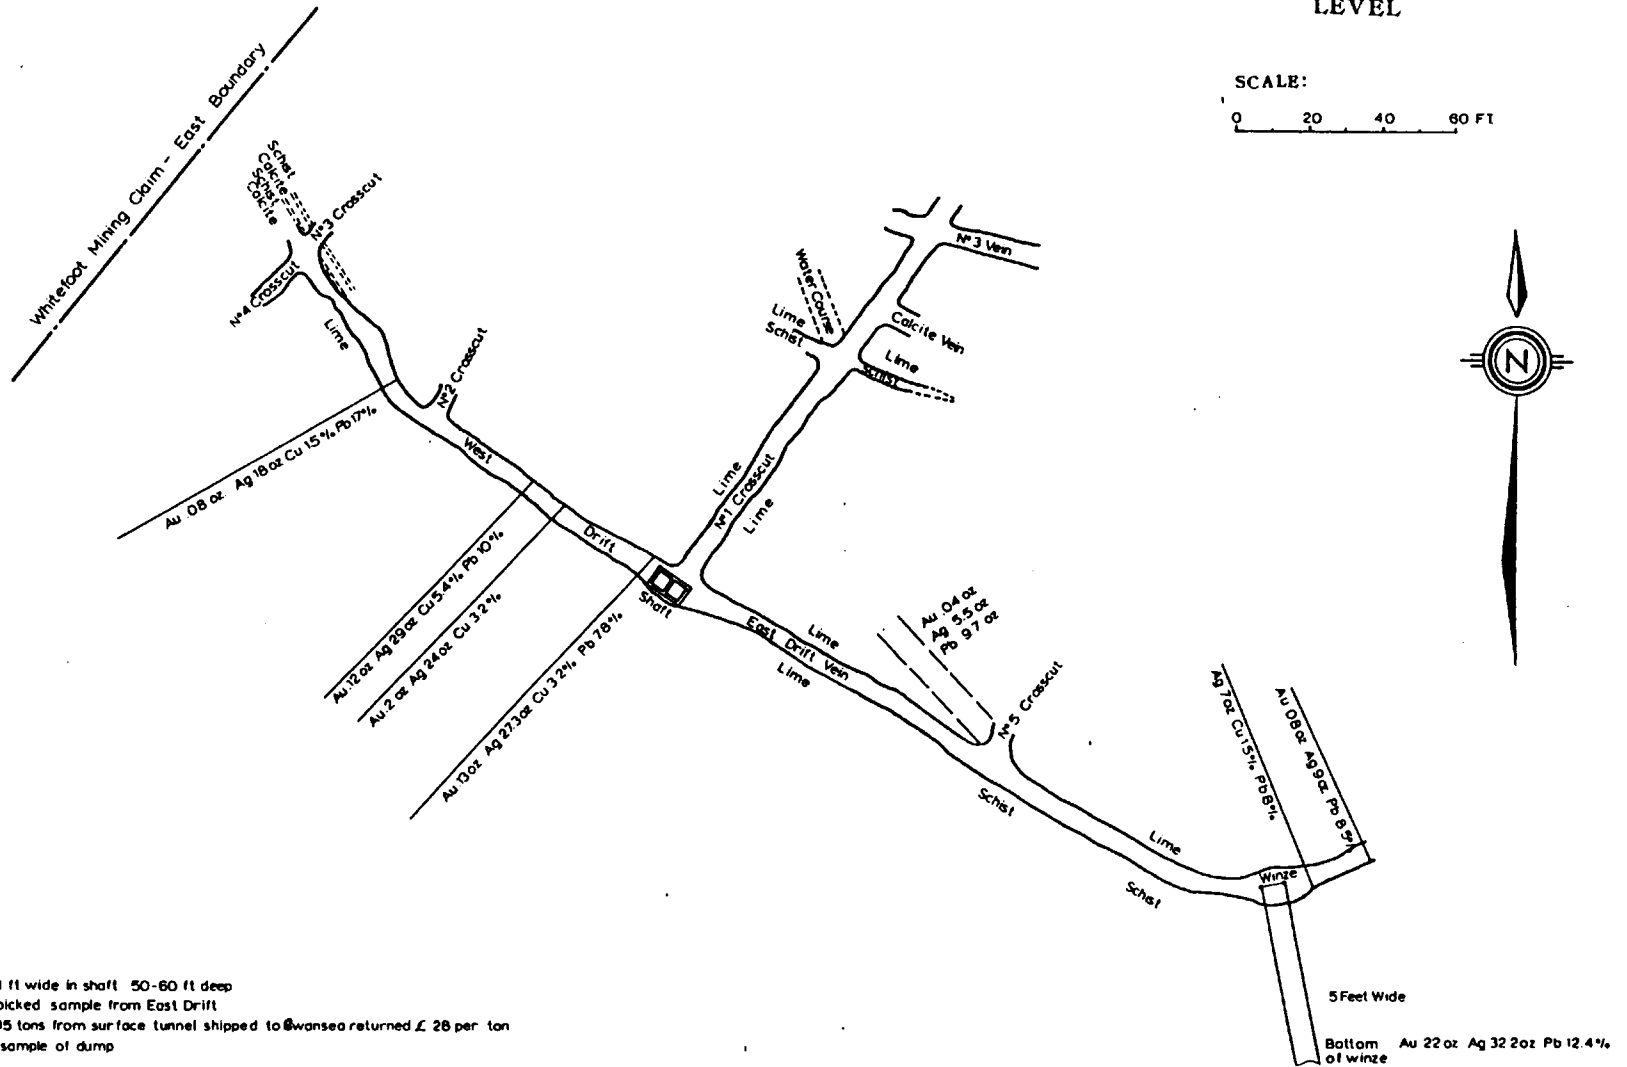 LEVEL
SCALE:
0 20 40 60 FT
Whitefoot Mining Claim - East Boundary
Schist
Calcite
Schist
Calcite
Nº3 Crosscut
Nº4 Crosscut
Lime
Nº2 Crosscut
Au .08 oz Ag 18 oz Cu 1.5% Pb 17%
West
Drift
Au .12 oz Ag 29 oz Cu 5.4% Pb 10%
Au .2 oz Ag 24 oz Cu 3.2%
Au .13 oz Ag 27.3 oz Cu 3.2% Pb 7.8%
Shaft
Nº3 Vein
Water Course
Lime
Schist
Calcite Vein
Lime
Schist
Lime
Nº1 Crosscut
Lime
N
Lime
East Drift Vein
Lime
Au .04 oz
Ag 5.5 oz
Pb 9.7 oz
Nº5 Crosscut
Schist
Lime
Schist
Ag 7 oz Cu 1.5% Pb 8%
Au 0.8 oz Ag 9 oz Pb 8.5%
Winze
5 Feet Wide
Bottom Au 22 oz Ag 32 2oz Pb 12.4%
of winze
ft wide in shaft 50-60 ft deep
picked sample from East Drift
tons from surface tunnel shipped to Swansea returned £ 28 per ton
sample of dump